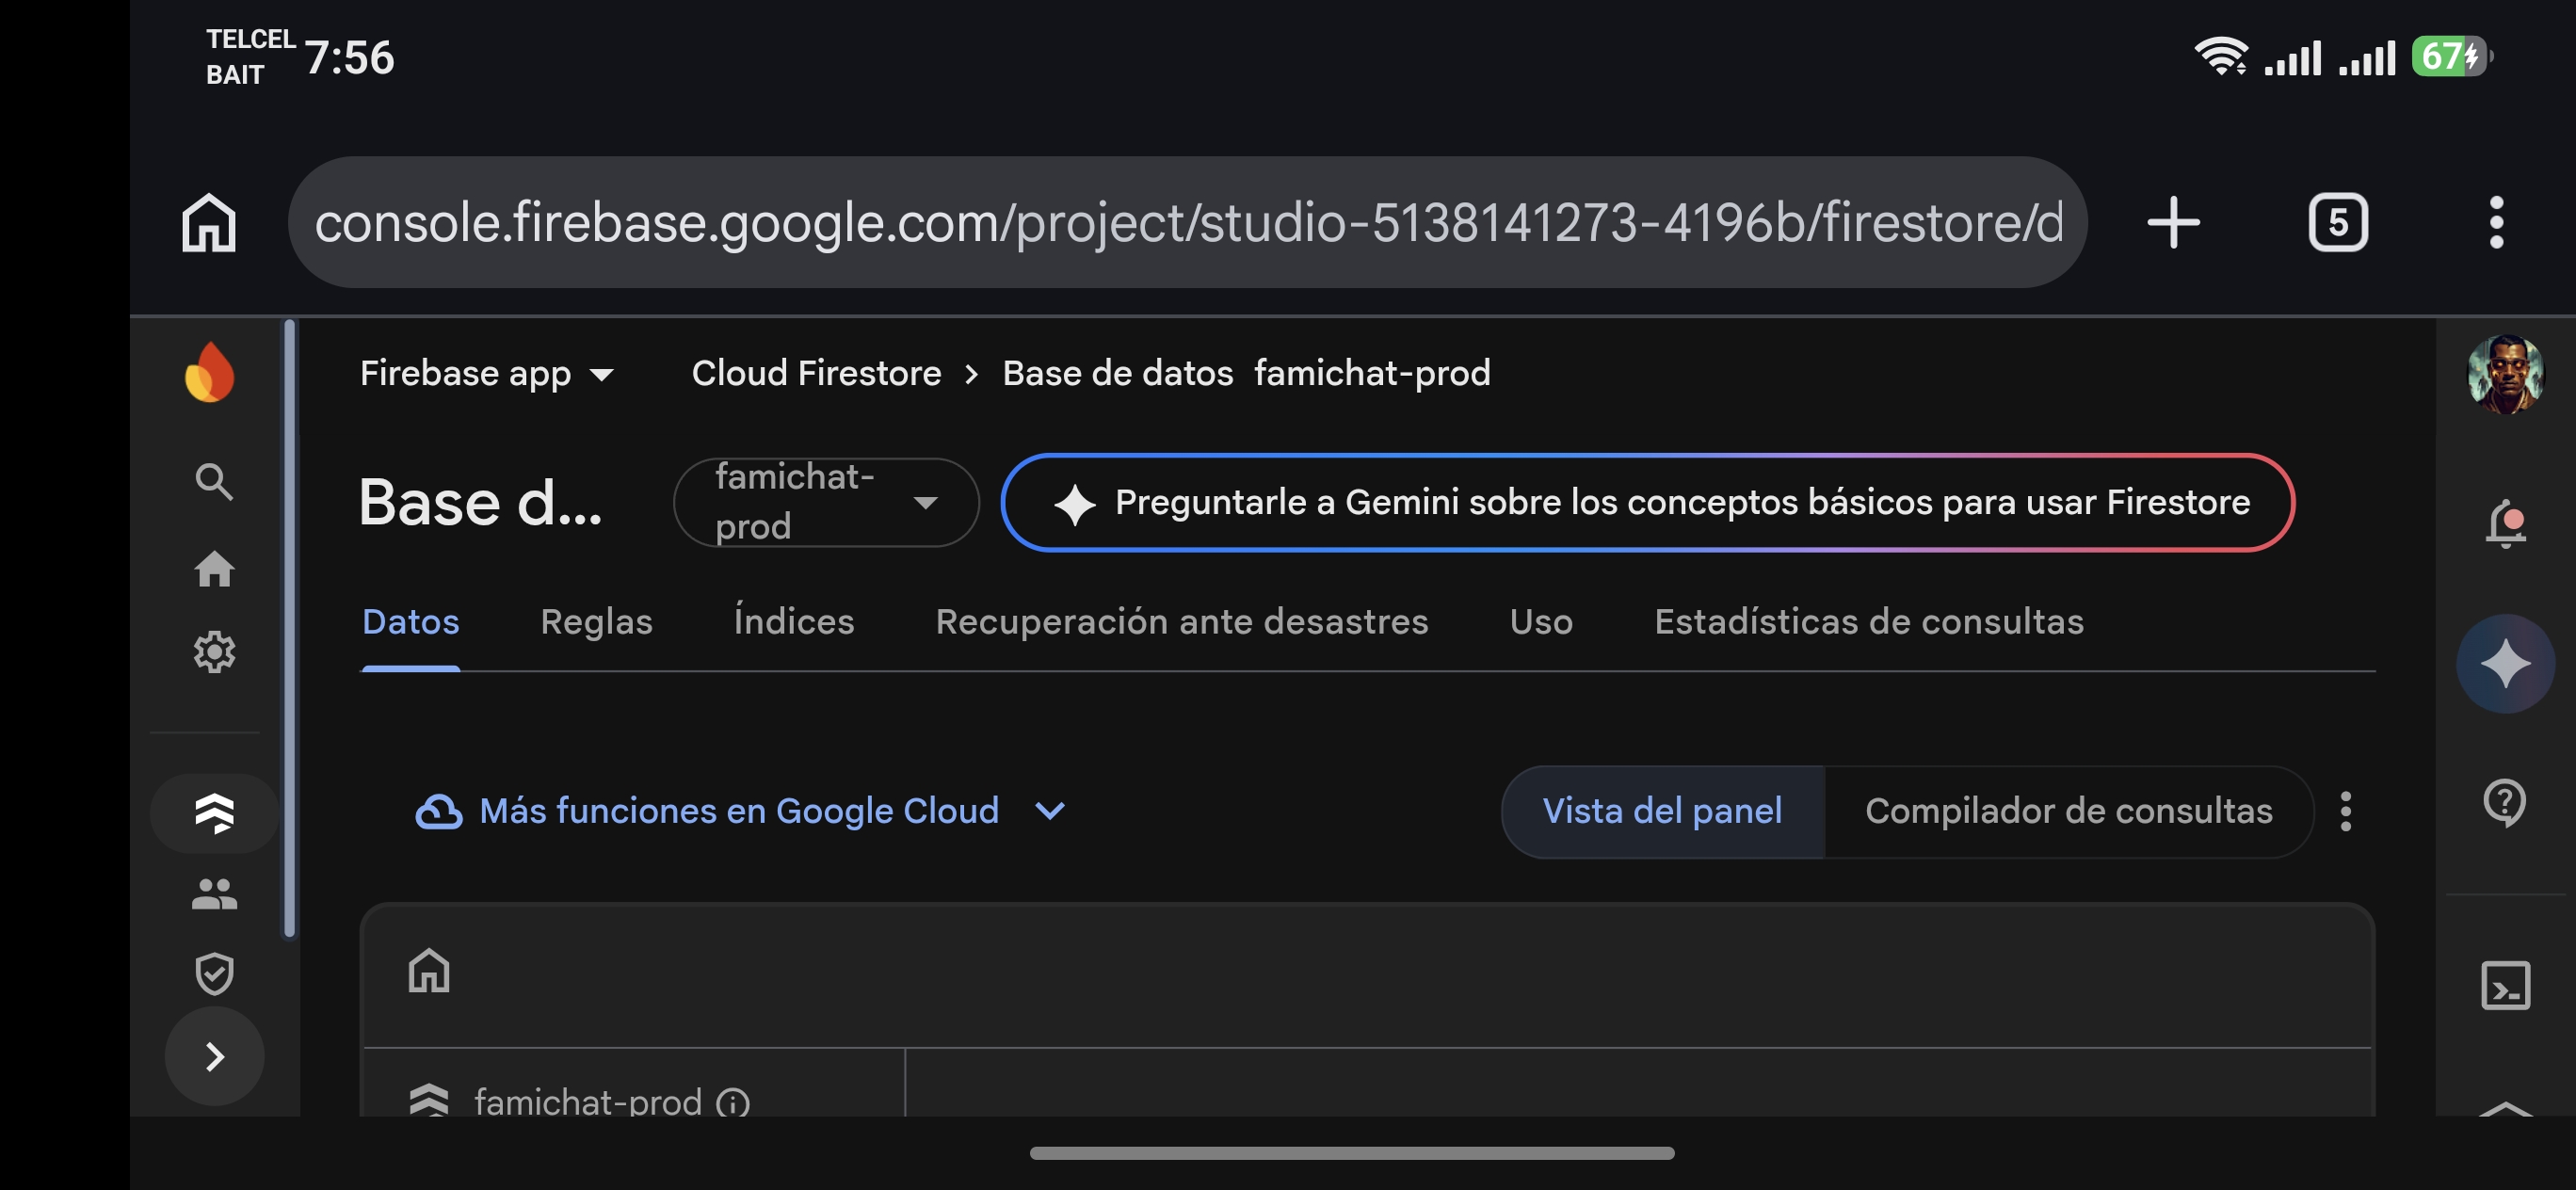 TELCEL
BAIT
7:56
67
console.firebase.google.com/project/studio-5138141273-4196b/firestore/d
5
Firebase app
Cloud Firestore > Base de datos famichat-prod
Base d...
famichat-
prod
Preguntarle a Gemini sobre los conceptos básicos para usar Firestore
Datos Reglas Índices Recuperación ante desastres Uso Estadísticas de consultas
Más funciones en Google Cloud
Vista del panel Compilador de consultas
famichat-prod